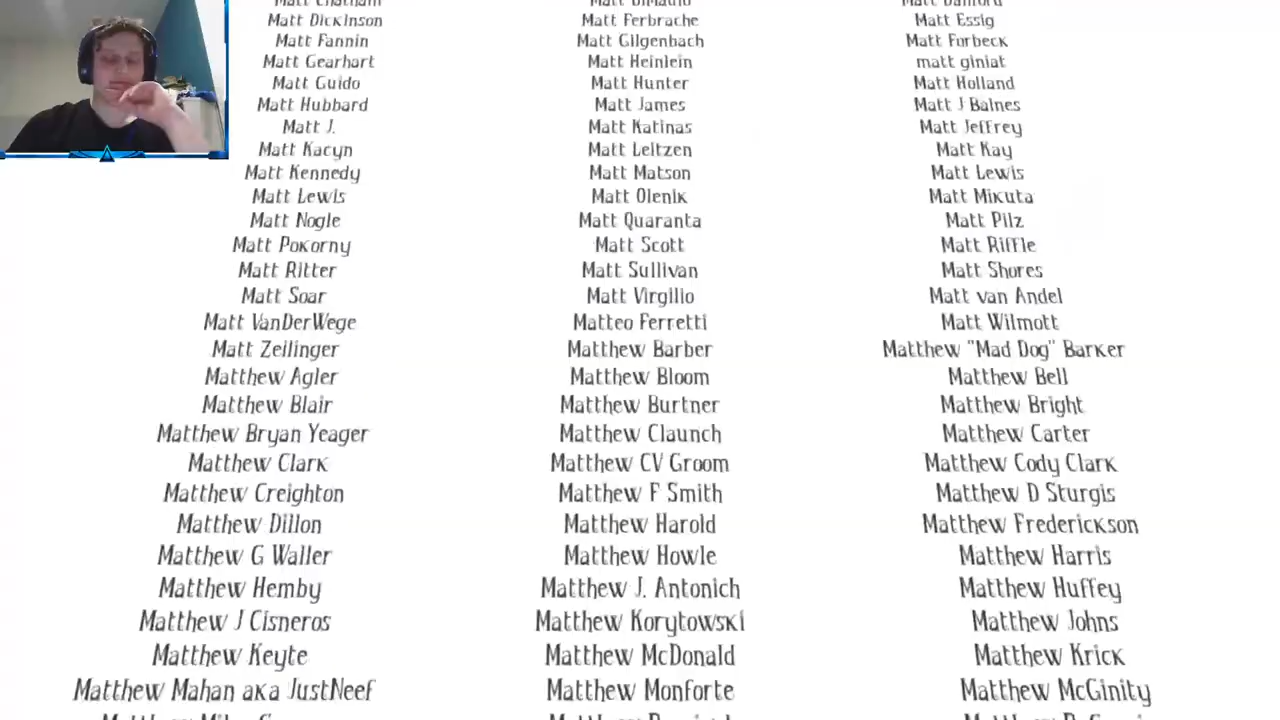 Matt Dickinson Matt Ferbrache Matt Essig
Matt Fannin Matt Gilgenbach Matt Forbeck
Matt Gearhart Matt Heinlein matt giniat
Matt Guido Matt Hunter Matt Holland
Matt Hubbard Matt James Matt J Baines
Matt J. Matt Katinas Matt Jeffrey
Matt Kacyn Matt Leitzen Matt Kay
Matt Kennedy Matt Matson Matt Lewis
Matt Lewis Matt Olenik Matt Mikuta
Matt Nogle Matt Quaranta Matt Pilz
Matt Pokorny Matt Scott Matt Riffle
Matt Ritter Matt Sullivan Matt Shores
Matt Soar Matt Virgilio Matt van Andel
Matt VanDerWege Matteo Ferretti Matt Wilmott
Matt Zeilinger Matthew Barber Matthew "Mad Dog" Barker
Matthew Agler Matthew Bloom Matthew Bell
Matthew Blair Matthew Burtner Matthew Bright
Matthew Bryan Yeager Matthew Claunch Matthew Carter
Matthew Clark Matthew CV Groom Matthew Cody Clark
Matthew Creighton Matthew F Smith Matthew D Sturgis
Matthew Dillon Matthew Harold Matthew Frederickson
Matthew G Waller Matthew Howle Matthew Harris
Matthew Hemby Matthew J. Antonich Matthew Huffey
Matthew J Cisneros Matthew Korytowski Matthew Johns
Matthew Keyte Matthew McDonald Matthew Krick
Matthew Mahan aka JustNeef Matthew Monforte Matthew McGinity